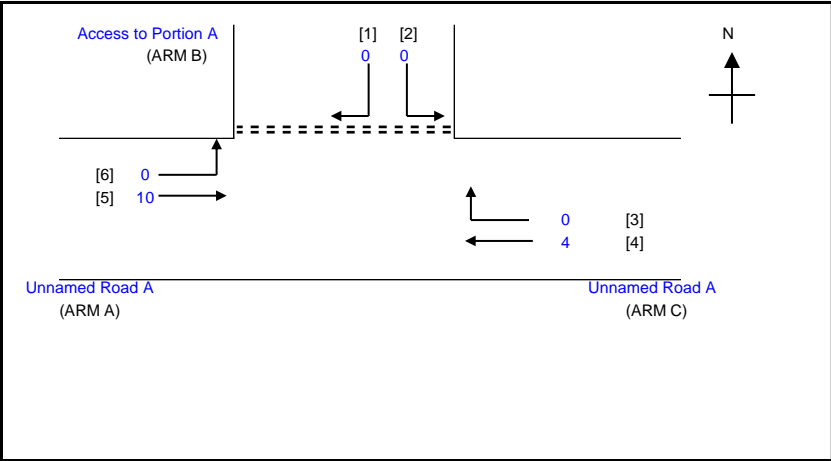 Access to Portion A [1] [2] N
(ARM B) 0 0
[6] 0
[5] 10
0 [3]
4 [4]
Unnamed Road A Unnamed Road A
(ARM A) (ARM C)